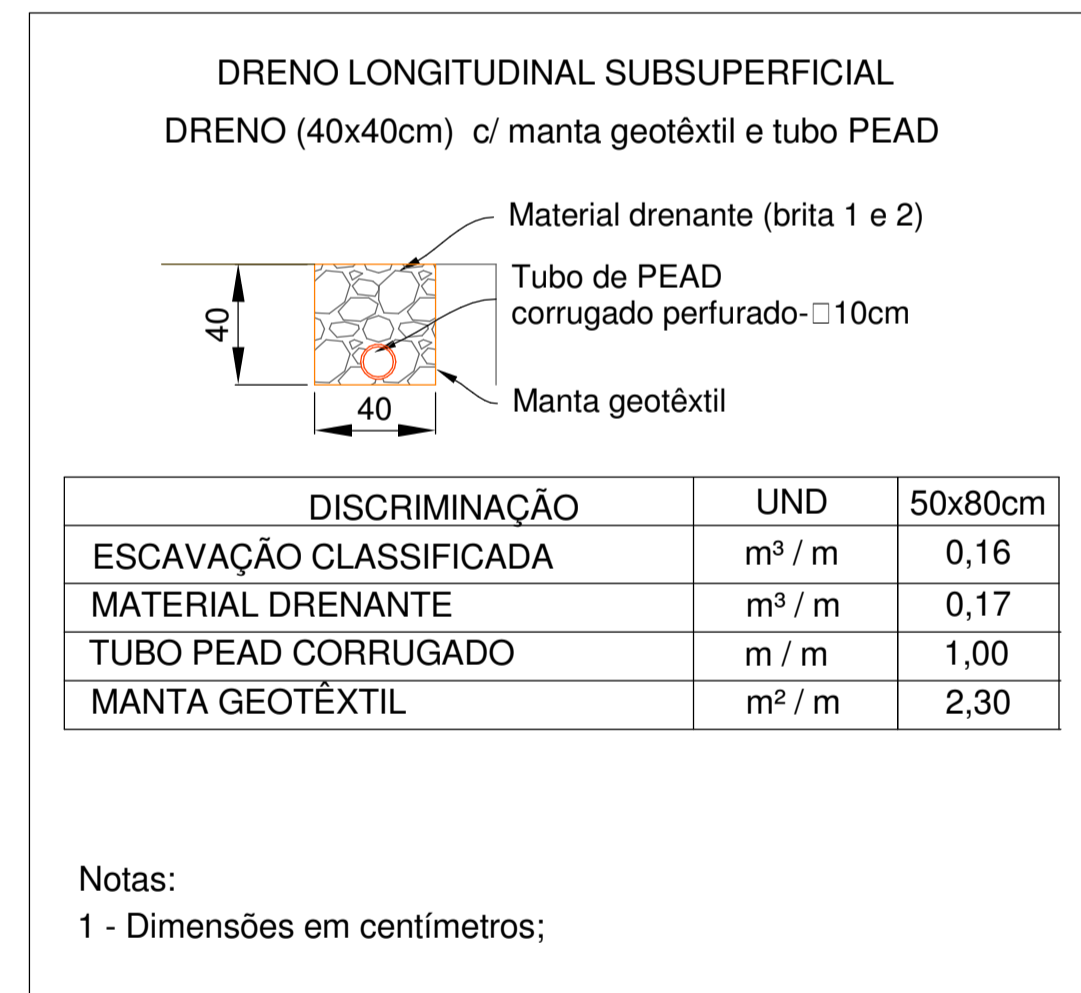 DRENO LONGITUDINAL SUBSUPERFICIAL
DRENO (40x40cm) c/ manta geotêxtil e tubo PEAD
Material drenante (brita 1 e 2)
Tubo de PEAD
corrugado perfurado-□10cm
40
Manta geotêxtil
40
DISCRIMINAÇÃO UND 50x80cm
ESCAVAÇÃO CLASSIFICADA m³ / m 0,16
MATERIAL DRENANTE m³ / m 0,17
TUBO PEAD CORRUGADO m / m 1,00
MANTA GEOTÊXTIL m² / m 2,30
Notas:
1 - Dimensões em centímetros;